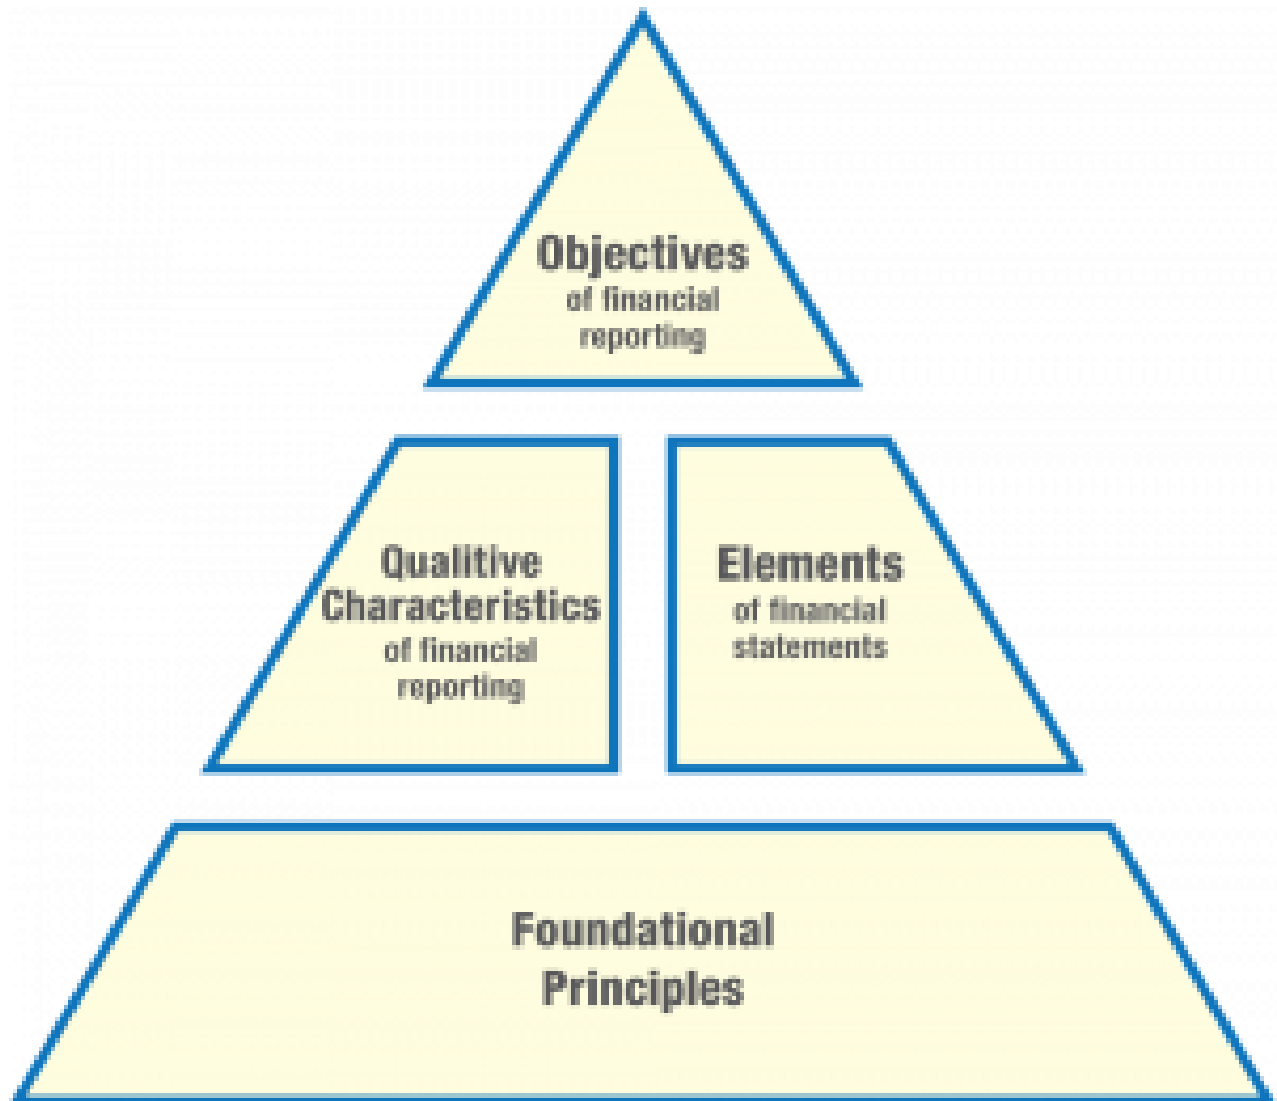 Objectives
of financial
reporting
Qualitive
Characteristics
of financial
reporting
Elements
of financial
statements
Foundational
Principles